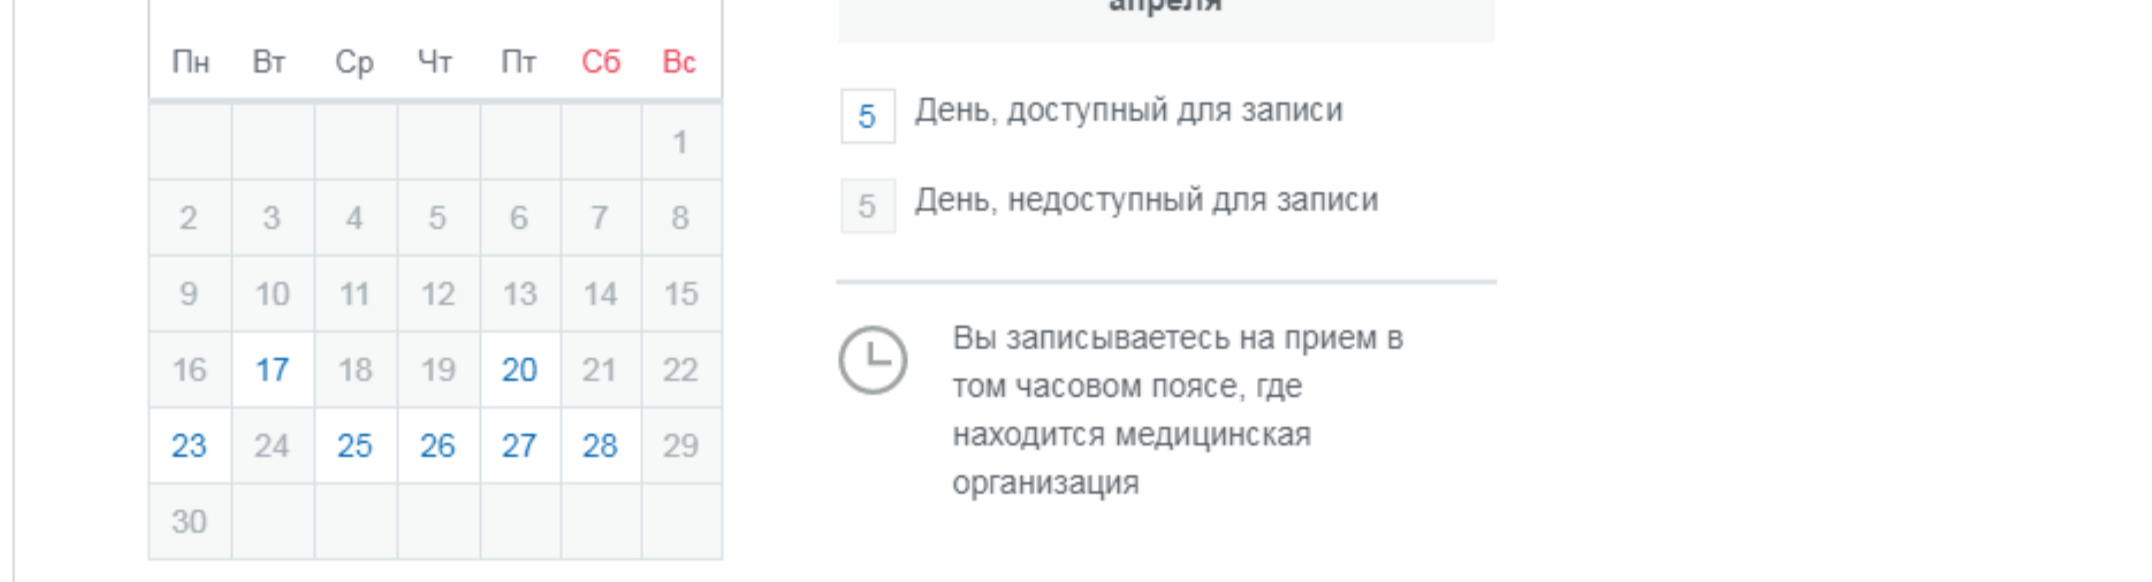 апреля
Пн Вт Ср Чт Пт Сб Вс
1
2 3 4 5 6 7 8
9 10 11 12 13 14 15
16 17 18 19 20 21 22
23 24 25 26 27 28 29
30
5 День, доступный для записи
5 День, недоступный для записи
Вы записываетесь на прием в
том часовом поясе, где
находится медицинская
организация